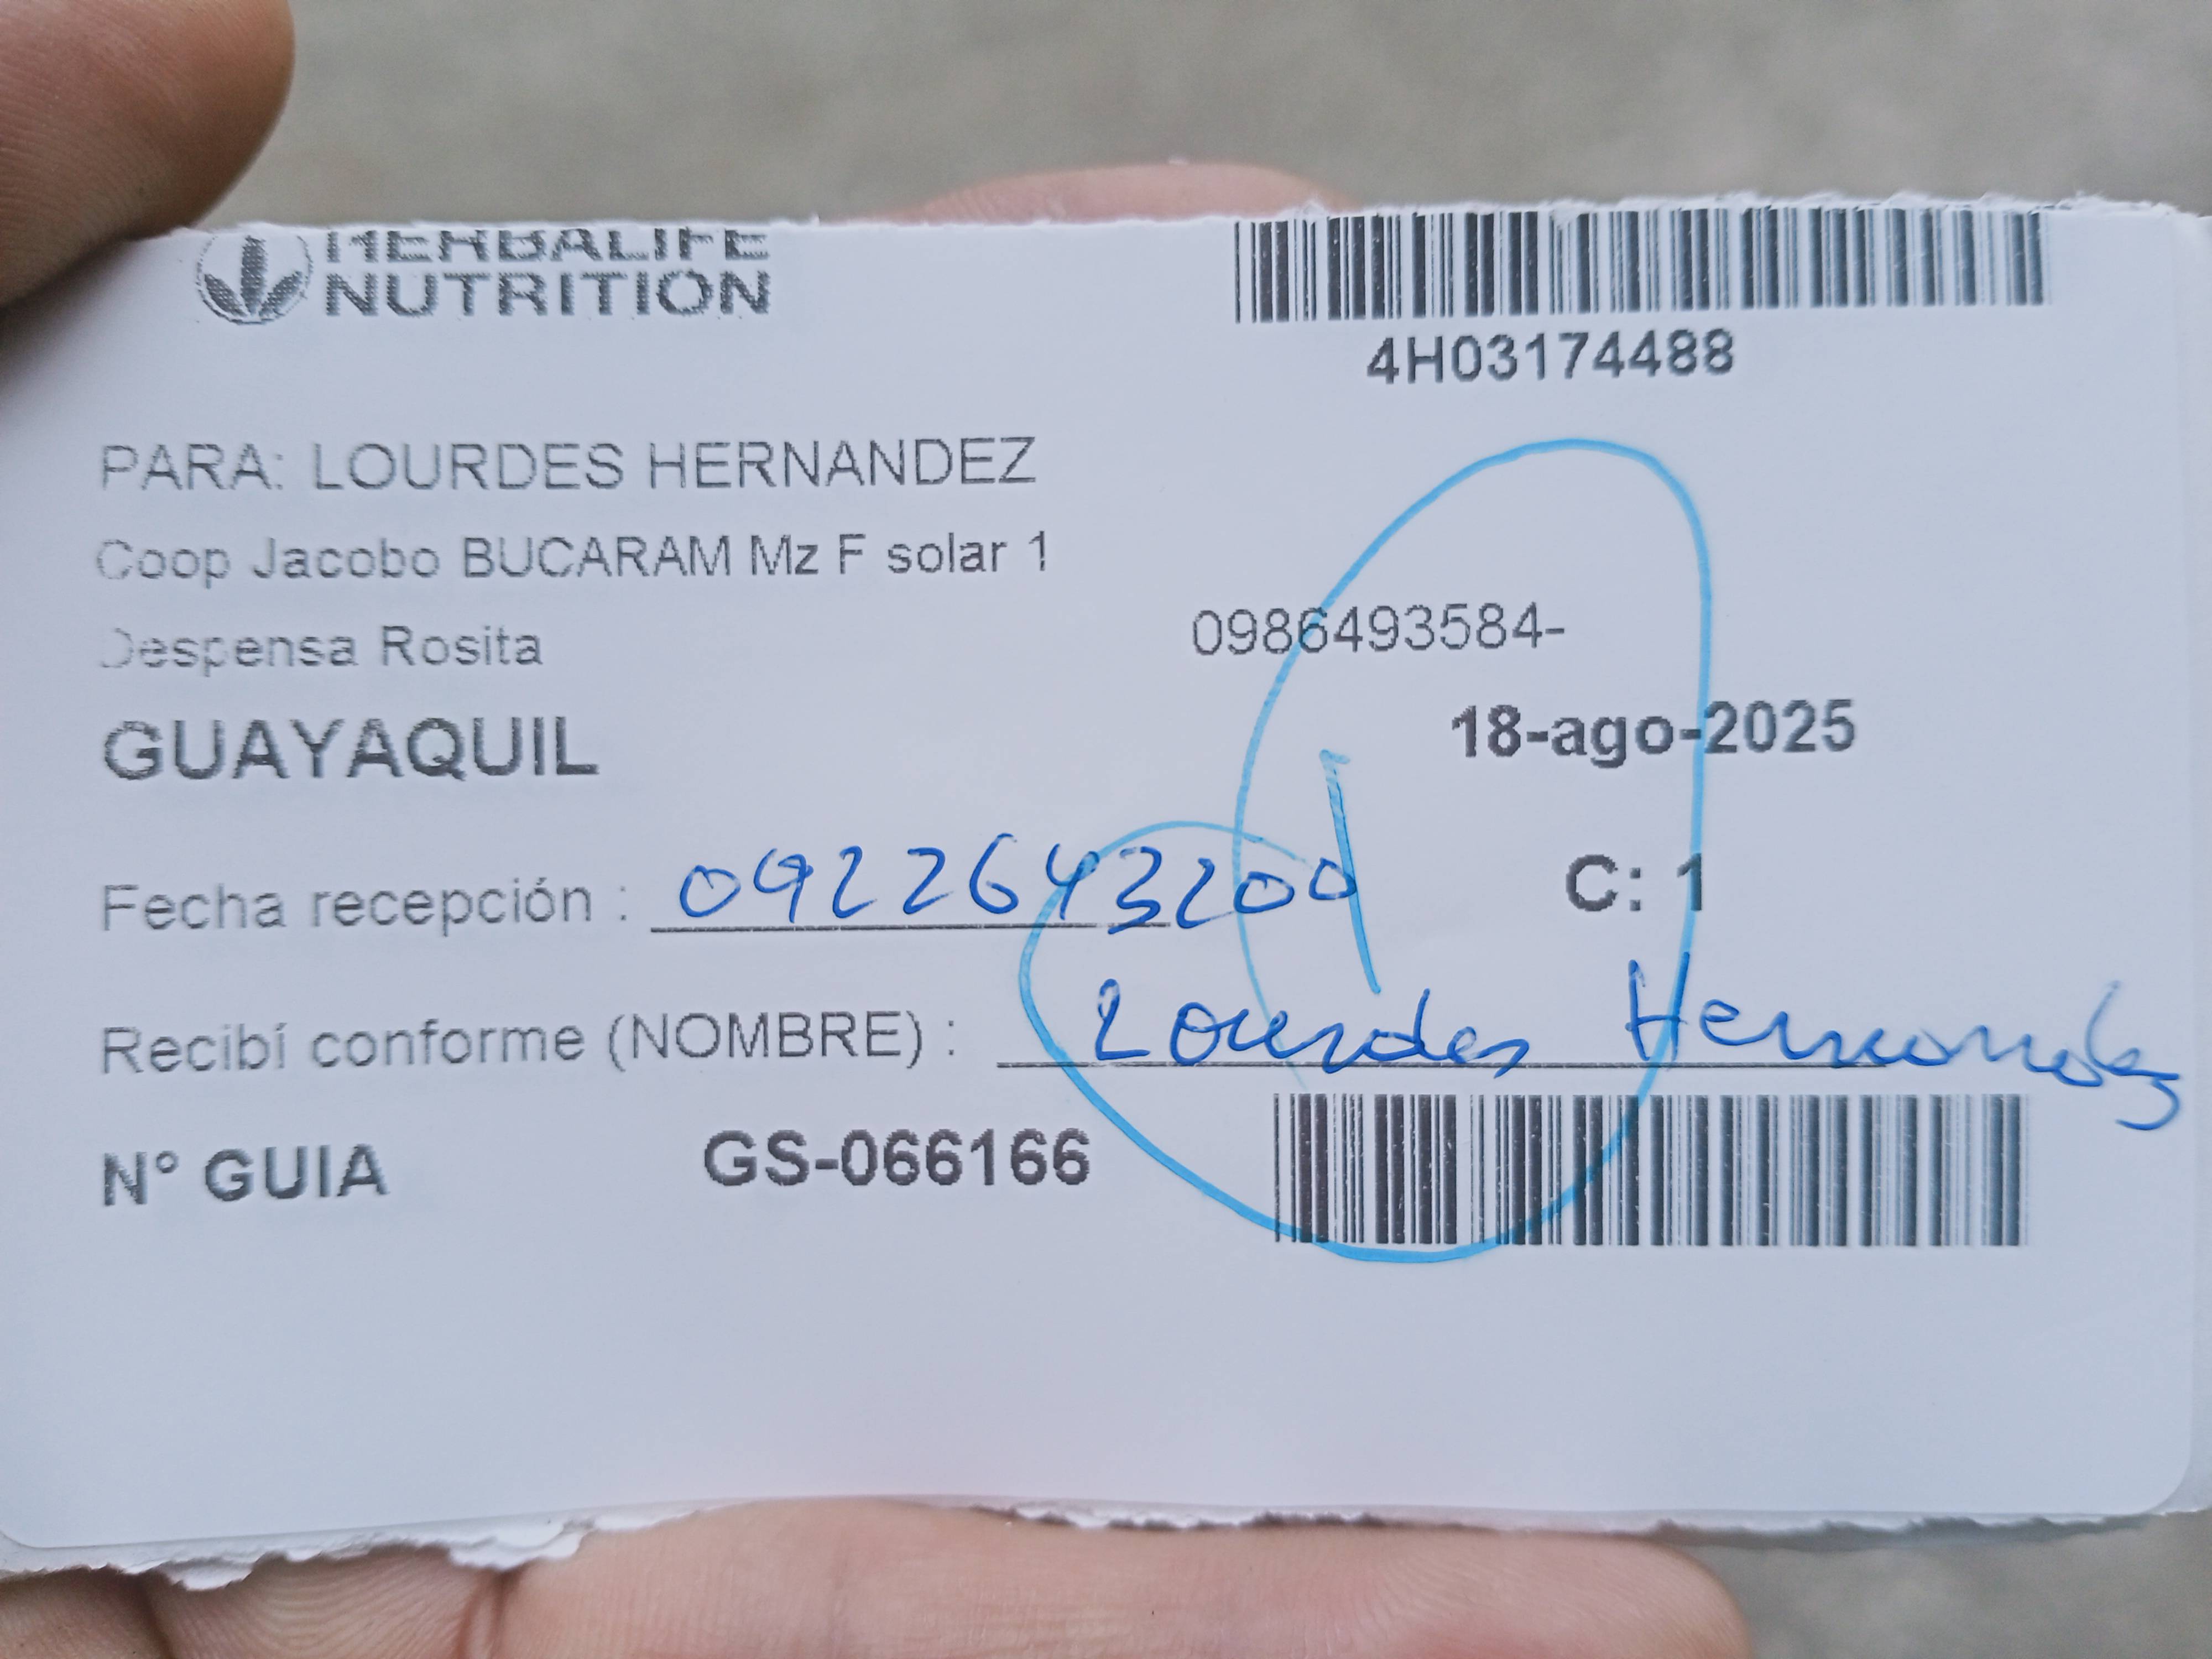 HERBALIFE
NUTRITION
4H03174488
PARA: LOURDES HERNANDEZ
Coop Jacobo BUCARAM Mz F solar 1
Despensa Rosita
0986493584-
GUAYAQUIL
18-ago-2025
Fecha recepción : 0922643200
C: 1
Recibí conforme (NOMBRE) : Lourdes Hernandez
N° GUIA GS-066166